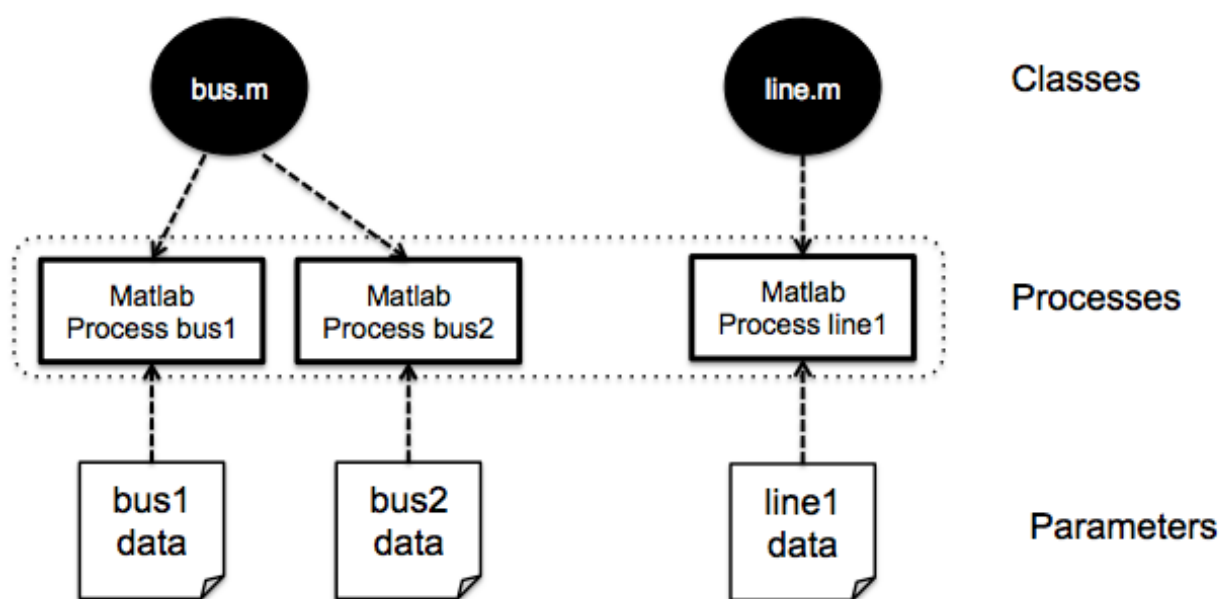 bus.m
line.m
Classes
Matlab
Process bus1
Matlab
Process bus2
Matlab
Process line1
Processes
bus1
data
bus2
data
line1
data
Parameters